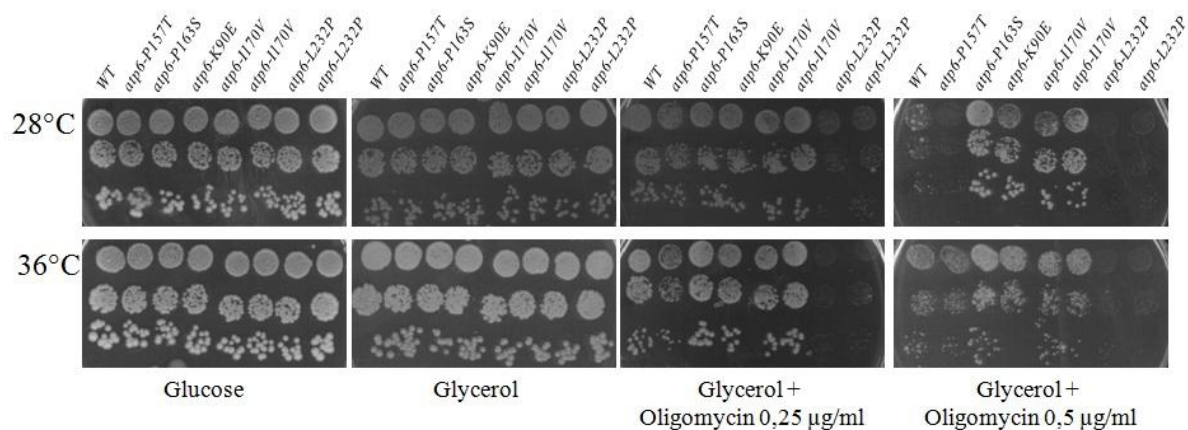 WT atp6-P157T atp6-P163S atp6-K90E atp6-I170V atp6-I170V atp6-L232P atp6-L232P
WT atp6-P157T atp6-P163S atp6-K90E atp6-I170V atp6-I170V atp6-L232P atp6-L232P
WT atp6-P157T atp6-P163S atp6-K90E atp6-I170V atp6-I170V atp6-L232P atp6-L232P
WT atp6-P157T atp6-P163S atp6-K90E atp6-I170V atp6-I170V atp6-L232P atp6-L232P
28°C
36°C
Glucose
Glycerol
Glycerol +
Oligomycin 0,25 µg/ml
Glycerol +
Oligomycin 0,5 µg/ml